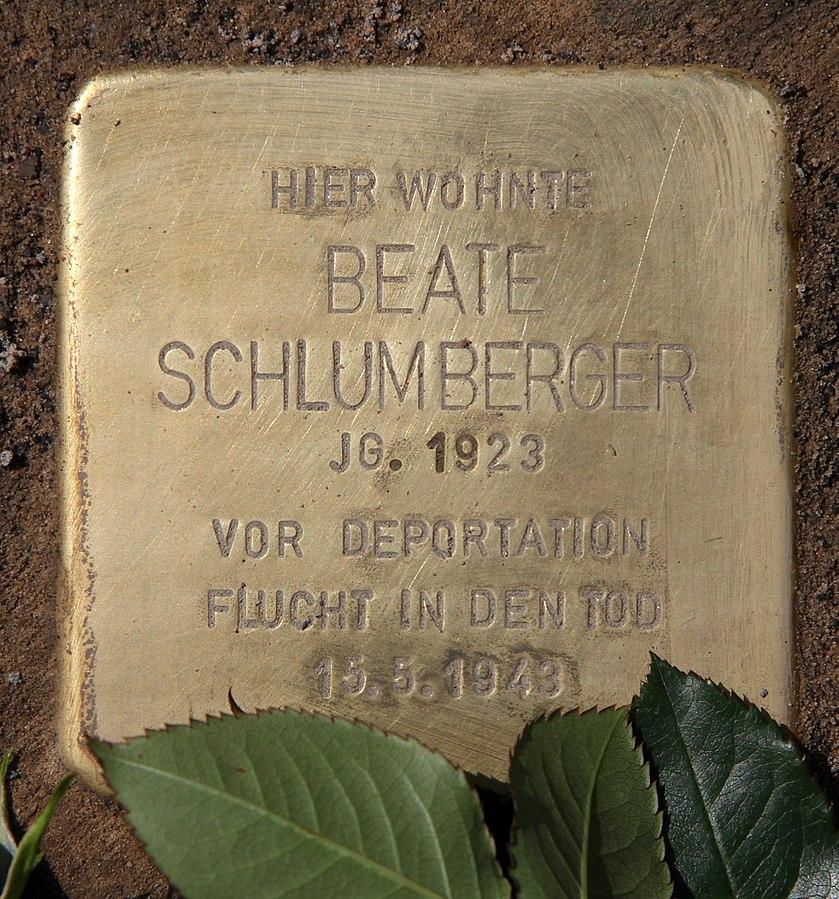 HIER WOHNTE
BEATE
SCHLUMBERGER
JG. 1923
VOR DEPORTATION
FLUCHT IN DEN TOD
15.5.1943